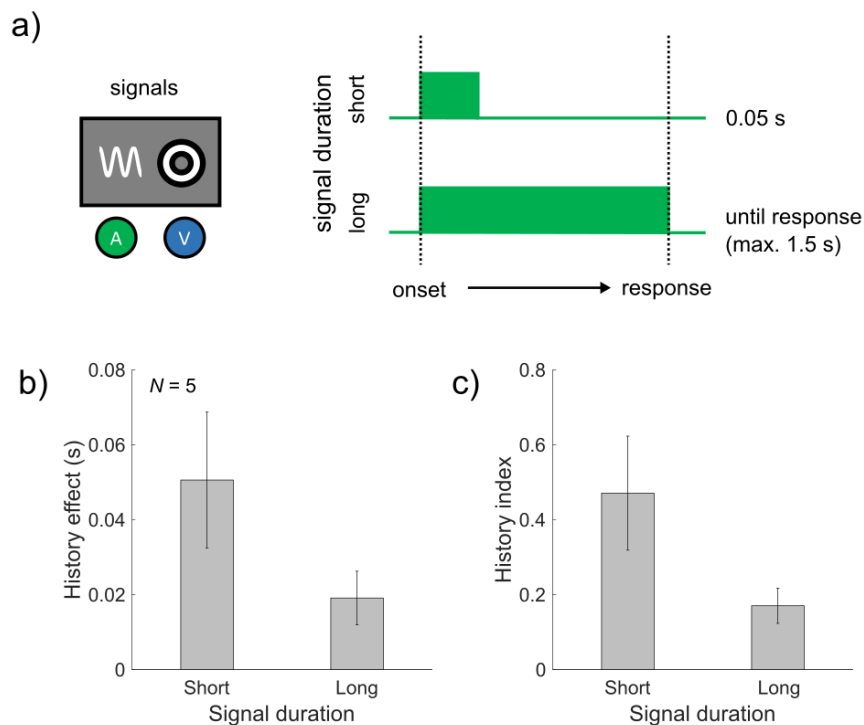 a)
signals
A
V
signal duration
short
long
0.05 s
until response
(max. 1.5 s)
onset
response
b)
N = 5
0.08
0.06
0.04
0.02
0
History effect (s)
Short
Long
Signal duration
c)
0.8
0.6
0.4
0.2
0
History index
Short
Long
Signal duration